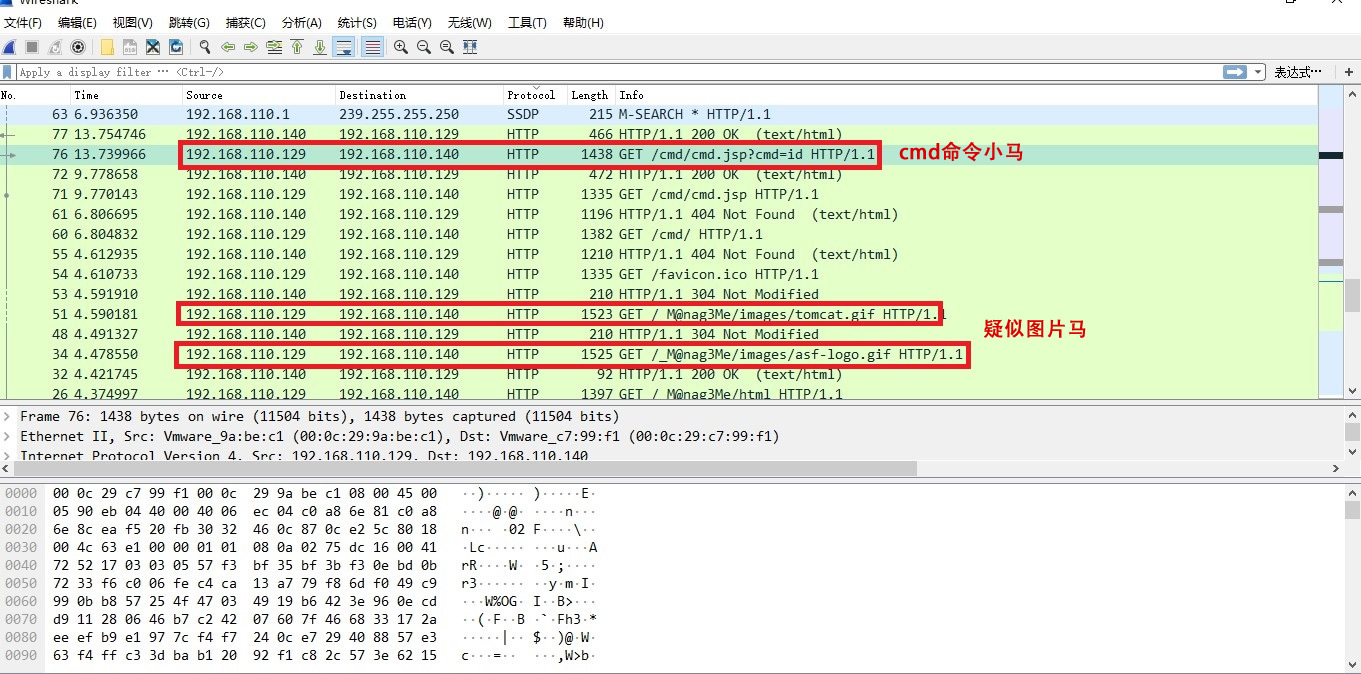 Wireshark
文件(F) 编辑(E) 视图(V) 跳转(G) 捕获(C) 分析(A) 统计(S) 电话(Y) 无线(W) 工具(T) 帮助(H)
Apply a display filter ⋯ <Ctrl-/> 表达式⋯ +
No. Time Source Destination Protocol Length Info
63 6.936350 192.168.110.1 239.255.255.250 SSDP 215 M-SEARCH * HTTP/1.1
77 13.754746 192.168.110.140 192.168.110.129 HTTP 466 HTTP/1.1 200 OK (text/html)
76 13.739966 192.168.110.129 192.168.110.140 HTTP 1438 GET /cmd/cmd.jsp?cmd=id HTTP/1.1 cmd命令小马
72 9.778658 192.168.110.140 192.168.110.129 HTTP 472 HTTP/1.1 200 OK (text/html)
71 9.770143 192.168.110.129 192.168.110.140 HTTP 1335 GET /cmd/cmd.jsp HTTP/1.1
61 6.806695 192.168.110.140 192.168.110.129 HTTP 1196 HTTP/1.1 404 Not Found (text/html)
60 6.804832 192.168.110.129 192.168.110.140 HTTP 1382 GET /cmd/ HTTP/1.1
55 4.612935 192.168.110.140 192.168.110.129 HTTP 1210 HTTP/1.1 404 Not Found (text/html)
54 4.610733 192.168.110.129 192.168.110.140 HTTP 1335 GET /favicon.ico HTTP/1.1
53 4.591910 192.168.110.140 192.168.110.129 HTTP 210 HTTP/1.1 304 Not Modified
51 4.590181 192.168.110.129 192.168.110.140 HTTP 1523 GET /_M@nag3Me/images/tomcat.gif HTTP/1.1
疑似图片马
48 4.491327 192.168.110.140 192.168.110.129 HTTP 210 HTTP/1.1 304 Not Modified
34 4.478550 192.168.110.129 192.168.110.140 HTTP 1525 GET /_M@nag3Me/images/asf-logo.gif HTTP/1.1
32 4.421745 192.168.110.140 192.168.110.129 HTTP 92 HTTP/1.1 200 OK (text/html)
26 4.374997 192.168.110.129 192.168.110.140 HTTP 1397 GET /_M@nag3Me/html HTTP/1.1
Frame 76: 1438 bytes on wire (11504 bits), 1438 bytes captured (11504 bits)
Ethernet II, Src: Vmware_9a:be:c1 (00:0c:29:9a:be:c1), Dst: Vmware_c7:99:f1 (00:0c:29:c7:99:f1)
Internet Protocol Version 4, Src: 192.168.110.129, Dst: 192.168.110.140
0000 00 0c 29 c7 99 f1 00 0c 29 9a be c1 08 00 45 00 ··)····· )·····E·
0010 05 90 eb 04 40 00 40 06 ec 04 c0 a8 6e 81 c0 a8 ····@·@· ····n···
0020 6e 8c ea f5 20 fb 30 32 46 0c 87 0c e2 5c 80 18 n··· ·02 F····\··
0030 00 4c 63 e1 00 00 01 01 08 0a 02 75 dc 16 00 41 ·Lc····· ···u···A
0040 72 52 17 03 03 05 57 f3 bf 35 bf 3b f3 0e bd 0b rR····W· ·5·;····
0050 72 33 f6 c0 06 fe c4 ca 13 a7 79 f8 6d f0 49 c9 r3······ ··y·m·I·
0060 99 0b b8 57 25 4f 47 03 49 19 b6 42 3e 96 0e cd ···W%OG· I··B>···
0070 d9 11 28 06 46 b7 c2 42 07 60 7f 46 68 33 17 2a ··(·F··B ·`·Fh3·*
0080 ee ef b9 e1 97 7c f4 f7 24 0c e7 29 40 88 57 e3 ·····|·· $··)@·W·
0090 63 f4 ff c3 3d ba b1 20 92 f1 c8 2c 57 3e 62 15 c···=··  ···,W>b·